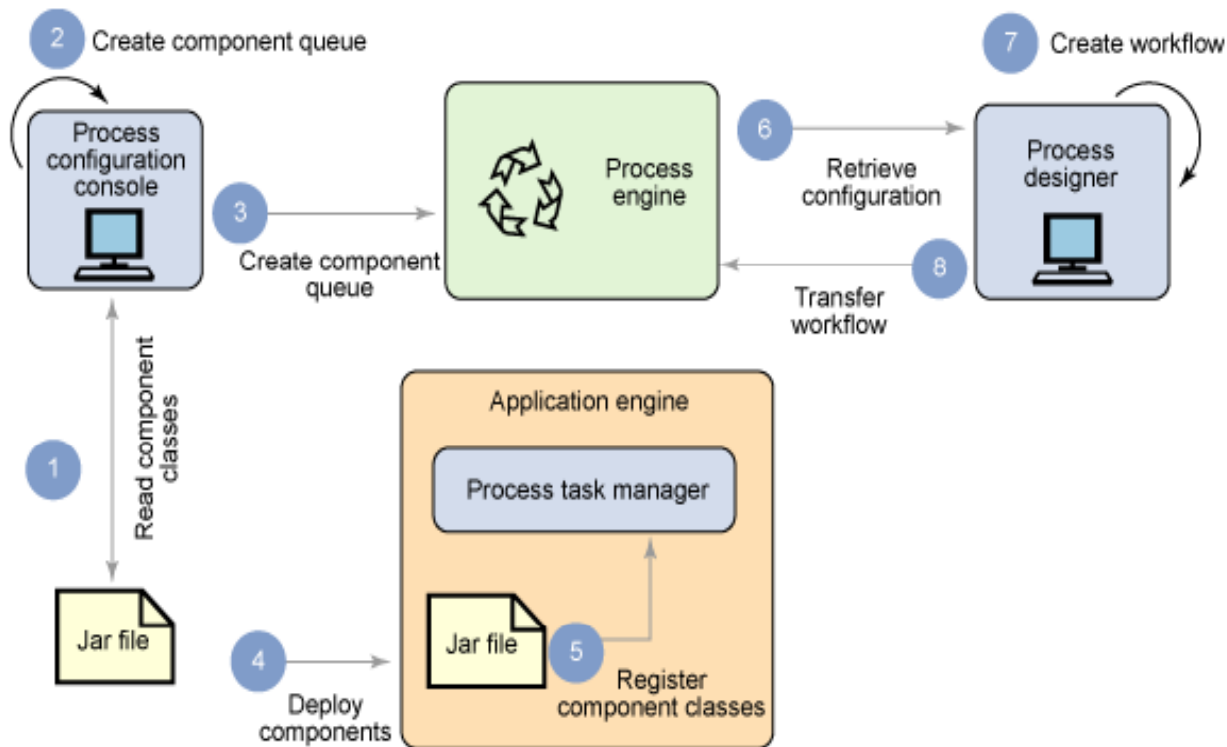 2 Create component queue
7 Create workflow
Process
configuration
console
Process
engine
6
Retrieve
configuration
Process
designer
3
Create component
queue
8
Transfer
workflow
1
Read component
classes
Application engine
Process task manager
Jar file
4
Deploy
components
Jar file
5
Register
component classes